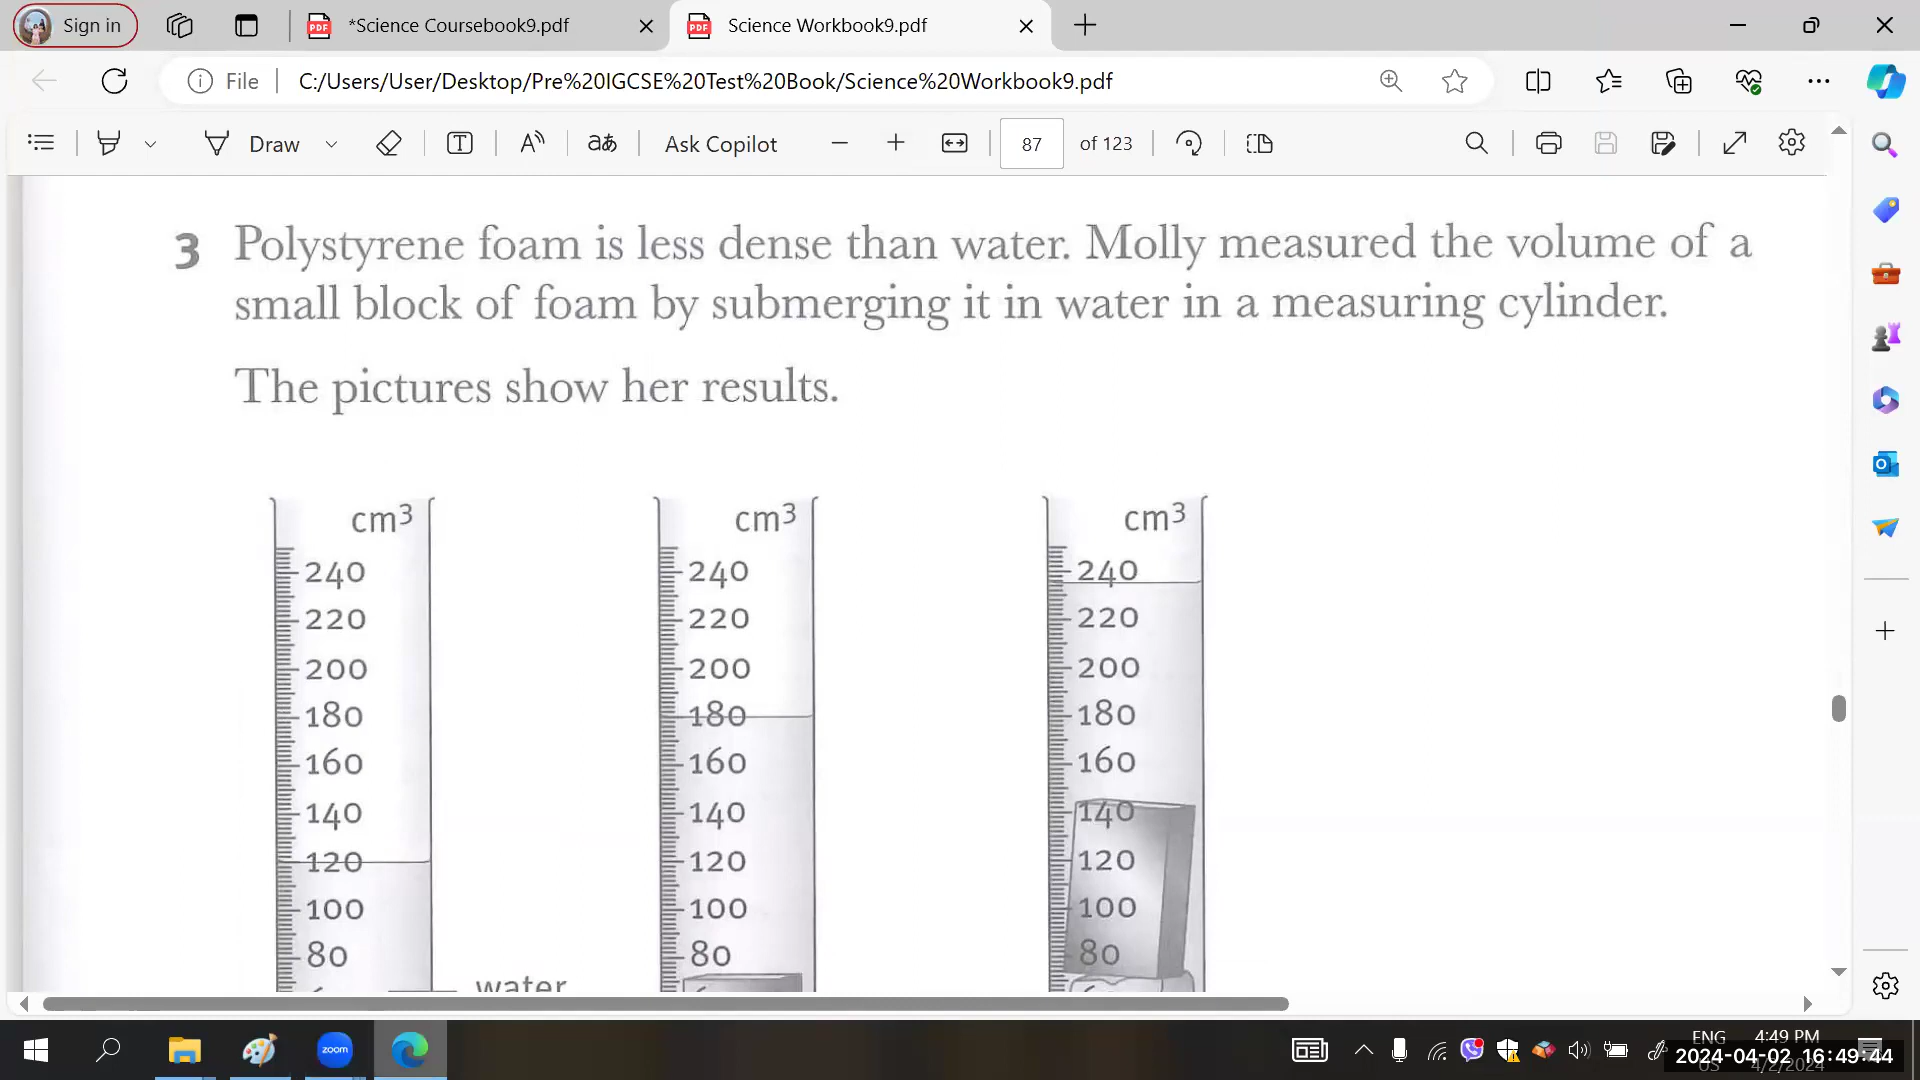 Sign in
*Science Coursebook9.pdf
Science Workbook9.pdf
File
C:/Users/User/Desktop/Pre%20IGCSE%20Test%20Book/Science%20Workbook9.pdf
Draw
Ask Copilot
87
of 123
3 Polystyrene foam is less dense than water. Molly measured the volume of a
small block of foam by submerging it in water in a measuring cylinder.
The pictures show her results.
cm³ cm³ cm³
240 240 240
220 220 220
200 200 200
180 180 180
160 160 160
140 140 140
120 120 120
100 100 100
80 80 80
water
zoom
ENG
4:49 PM
2024-04-02 16:49:44